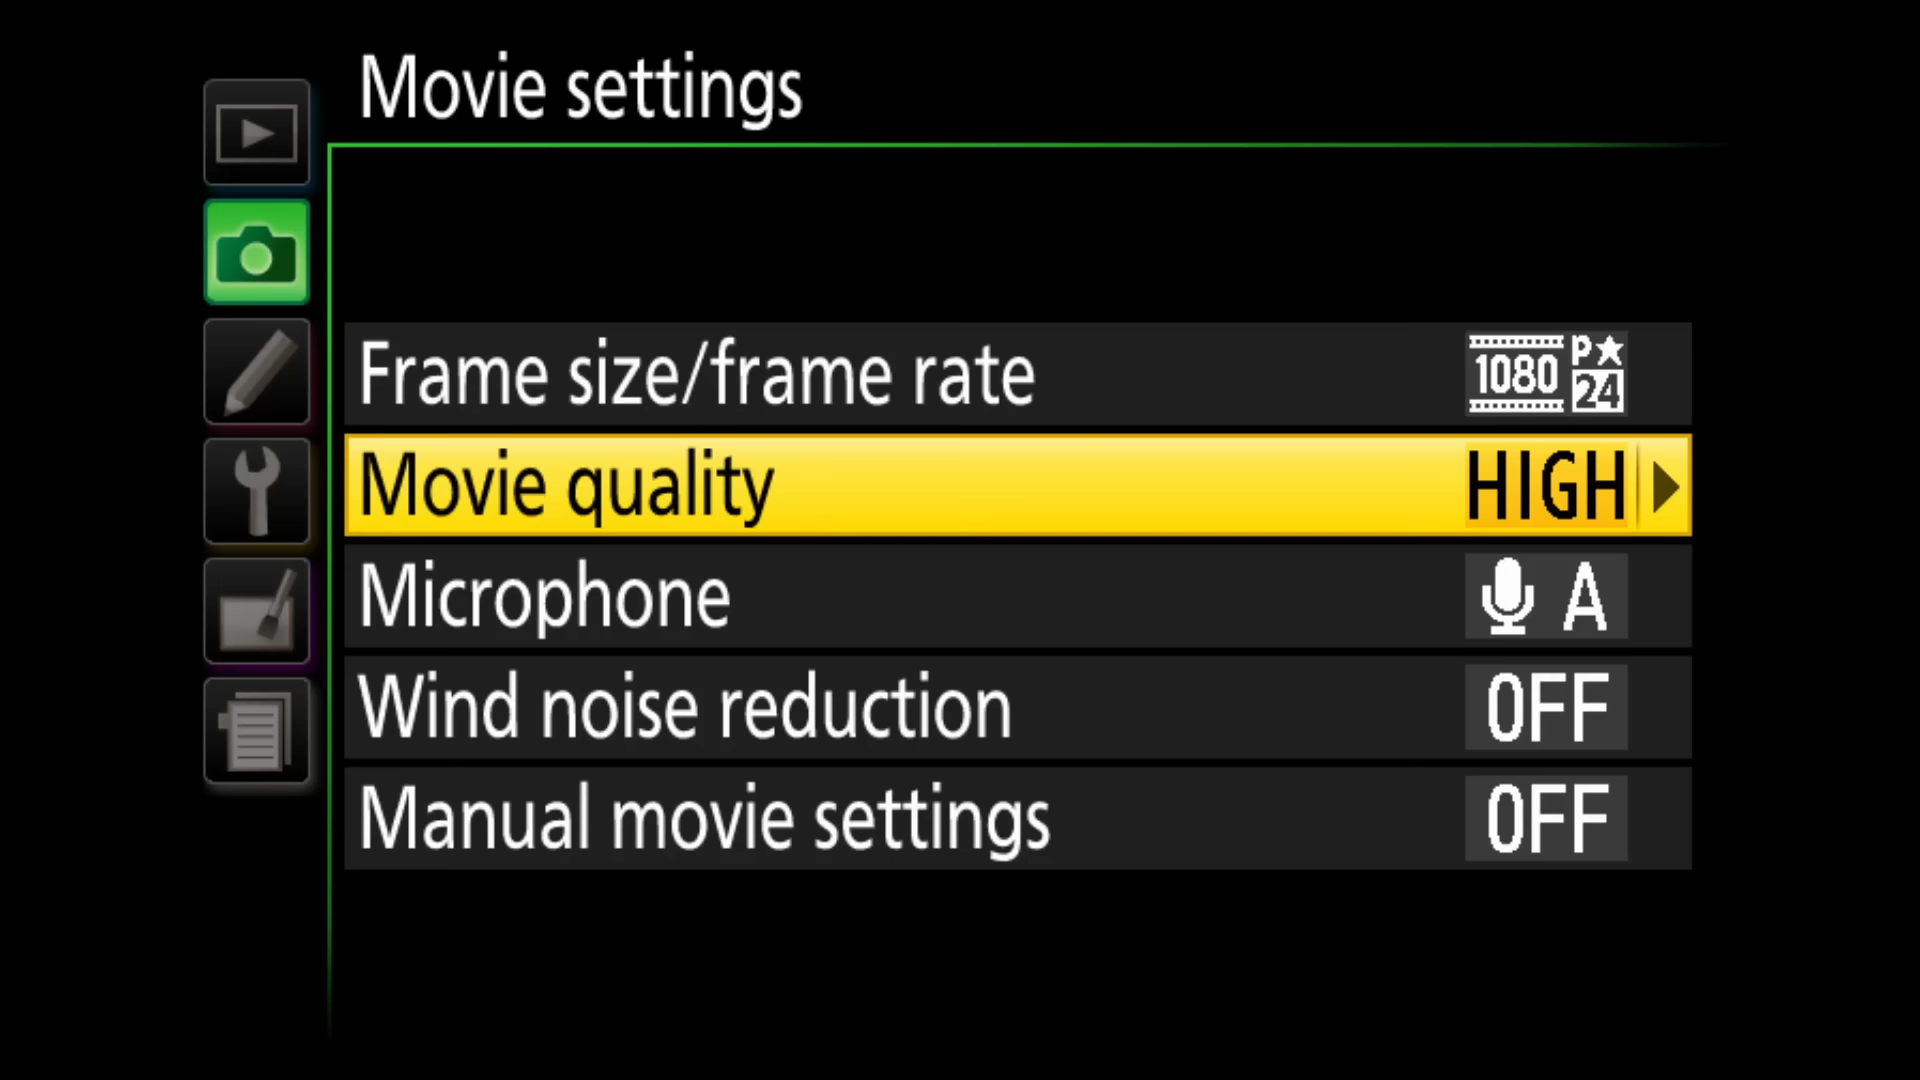 Movie settings
Frame size/frame rate 1080 P★ 24
Movie quality HIGH
Microphone A
Wind noise reduction OFF
Manual movie settings OFF